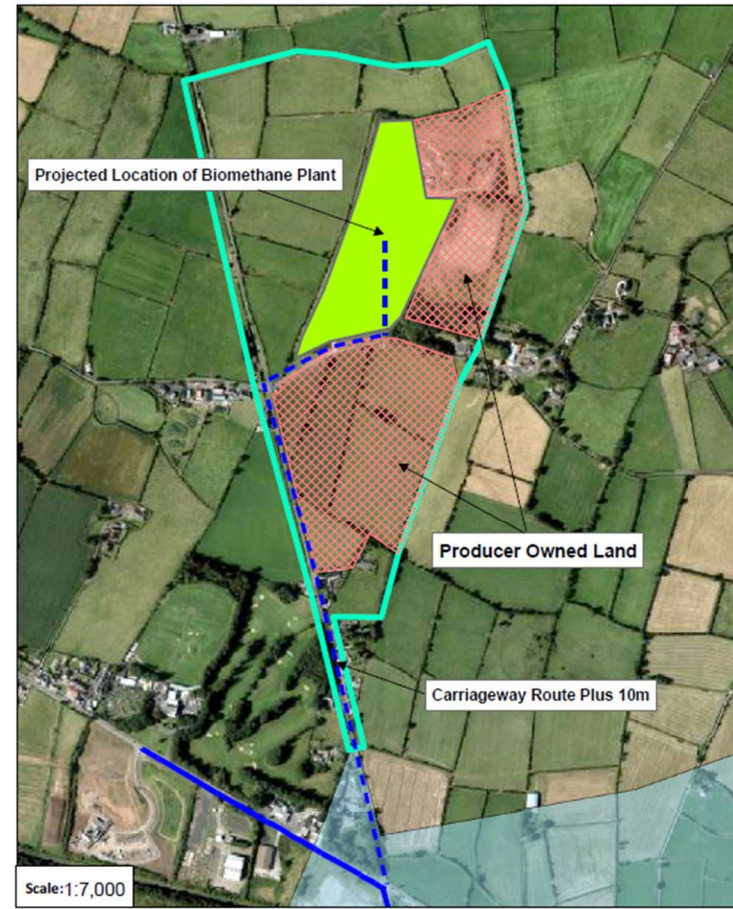 Projected Location of Biomethane Plant
Producer Owned Land
Carriageway Route Plus 10m
Scale:1:7,000